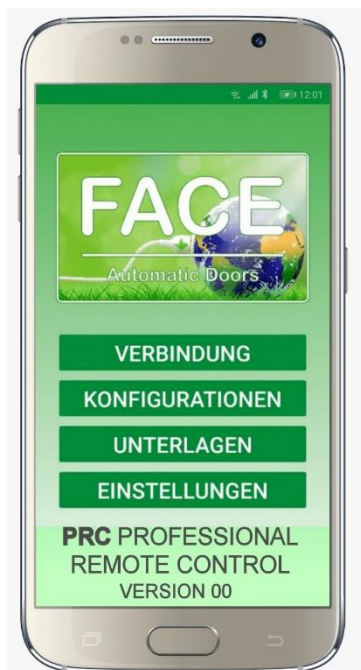 12:01
FACE
Automatic Doors
VERBINDUNG
KONFIGURATIONEN
UNTERLAGEN
EINSTELLUNGEN
PRC PROFESSIONAL
REMOTE CONTROL
VERSION 00